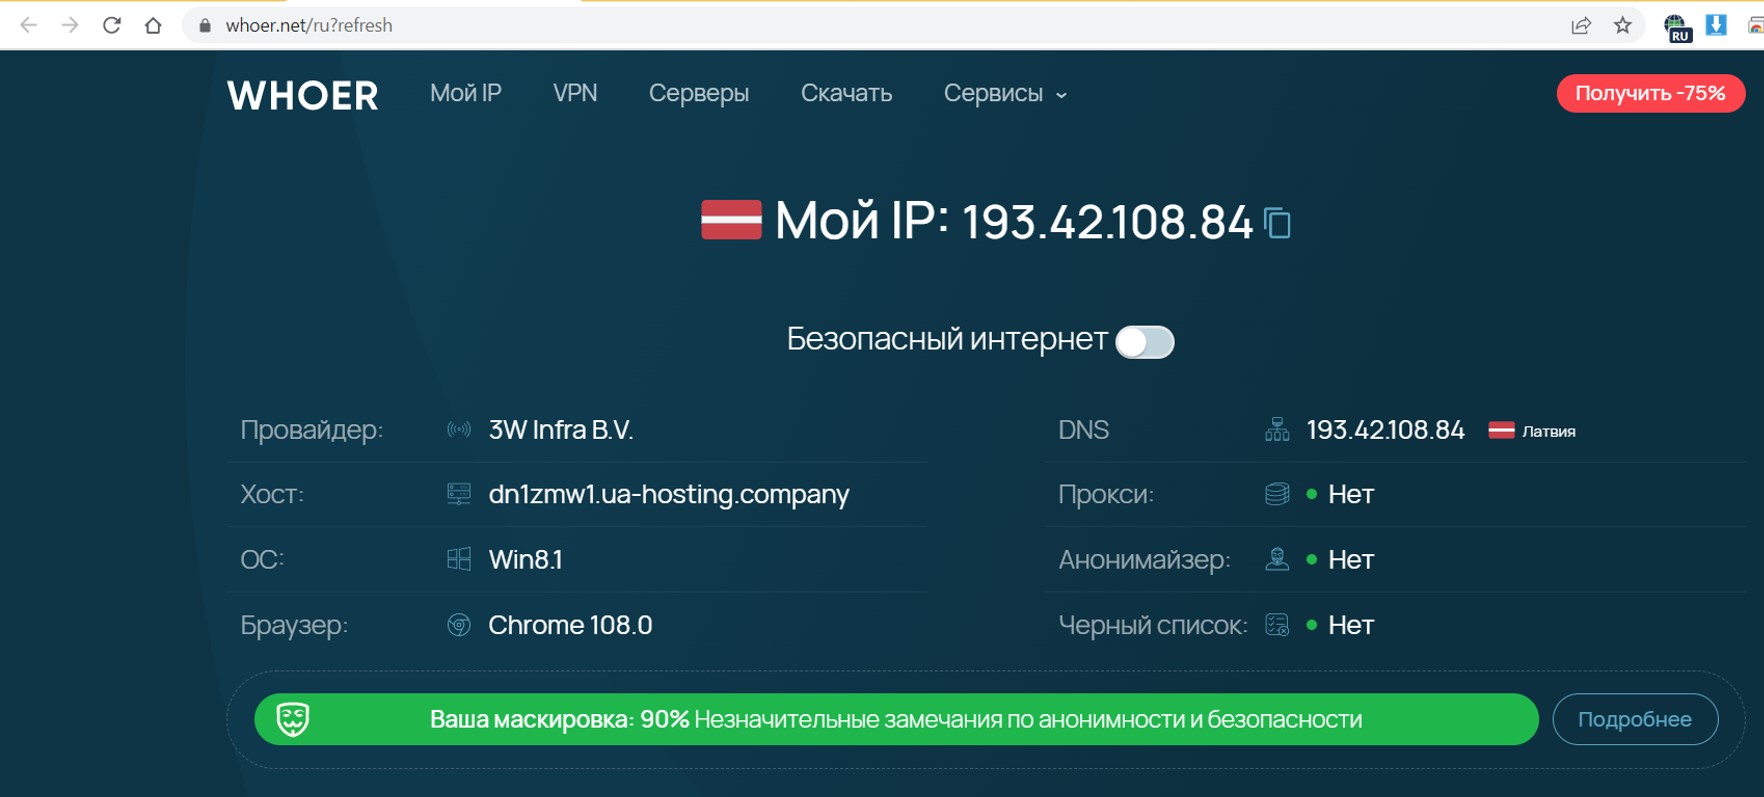 whoer.net/ru?refresh
RU
WHOER Мой IP VPN Серверы Скачать Сервисы Получить -75%
Мой IP: 193.42.108.84
Безопасный интернет
Провайдер: 3W Infra B.V. DNS 193.42.108.84 Латвия
Хост: dn1zmw1.ua-hosting.company Прокси: Нет
ОС: Win8.1 Анонимайзер: Нет
Браузер: Chrome 108.0 Черный список: Нет
Ваша маскировка: 90% Незначительные замечания по анонимности и безопасности Подробнее